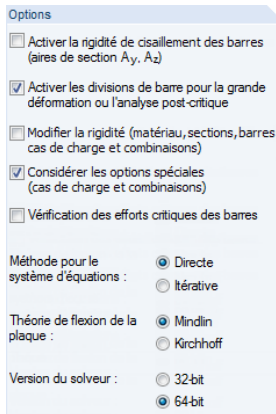 Options
Activer la rigidité de cisaillement des barres
(aires de section Ay, Az)
Activer les divisions de barre pour la grande
déformation ou l'analyse post-critique
Modifier la rigidité (matériau, sections, barres
cas de charge et combinaisons)
Considérer les options spéciales
(cas de charge et combinaisons)
Vérification des efforts critiques des barres
Méthode pour le
système d'équations :
Directe
Itérative
Théorie de flexion de la
plaque :
Mindlin
Kirchhoff
Version du solveur :
32-bit
64-bit